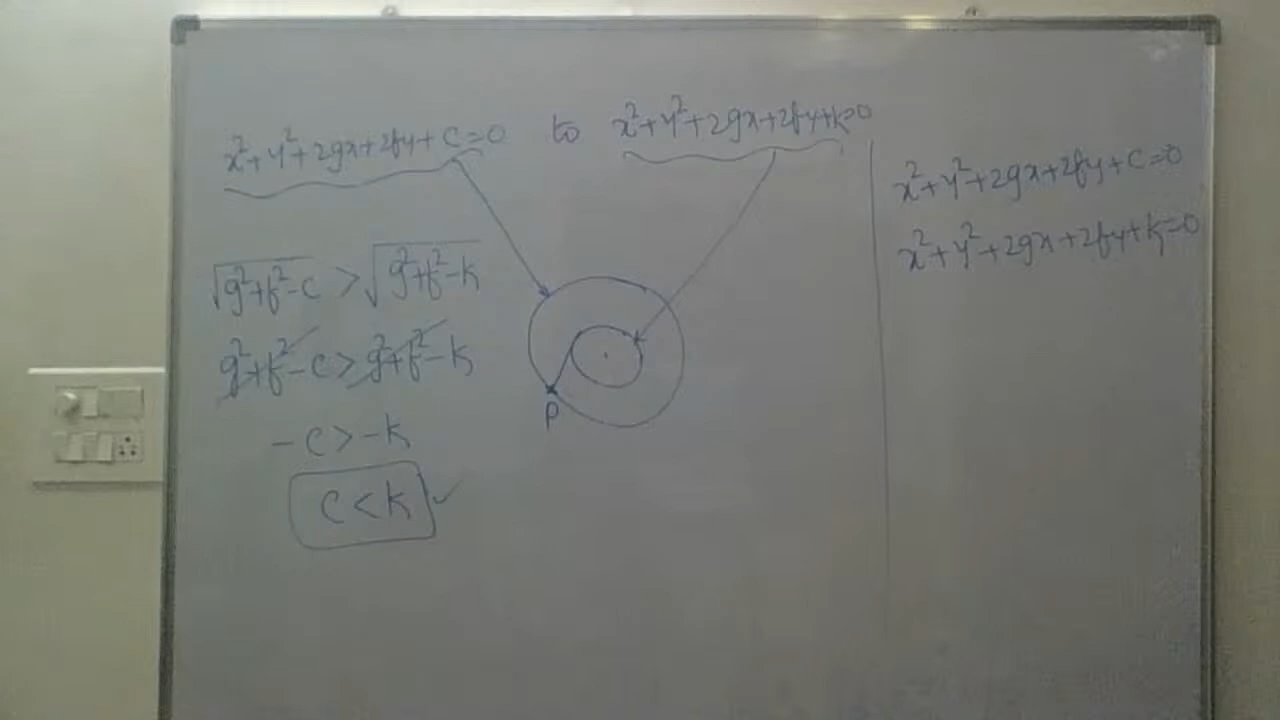 x²+y²+2gx+2fy+c=0 to x²+y²+2gx+2fy+k=0
√g²+f²-c > √g²+f²-k
g²+f²-c > g²+f²-k
-c > -k
c < k ✓
P
x²+y²+2gx+2fy+c=0
x²+y²+2gx+2fy+k=0